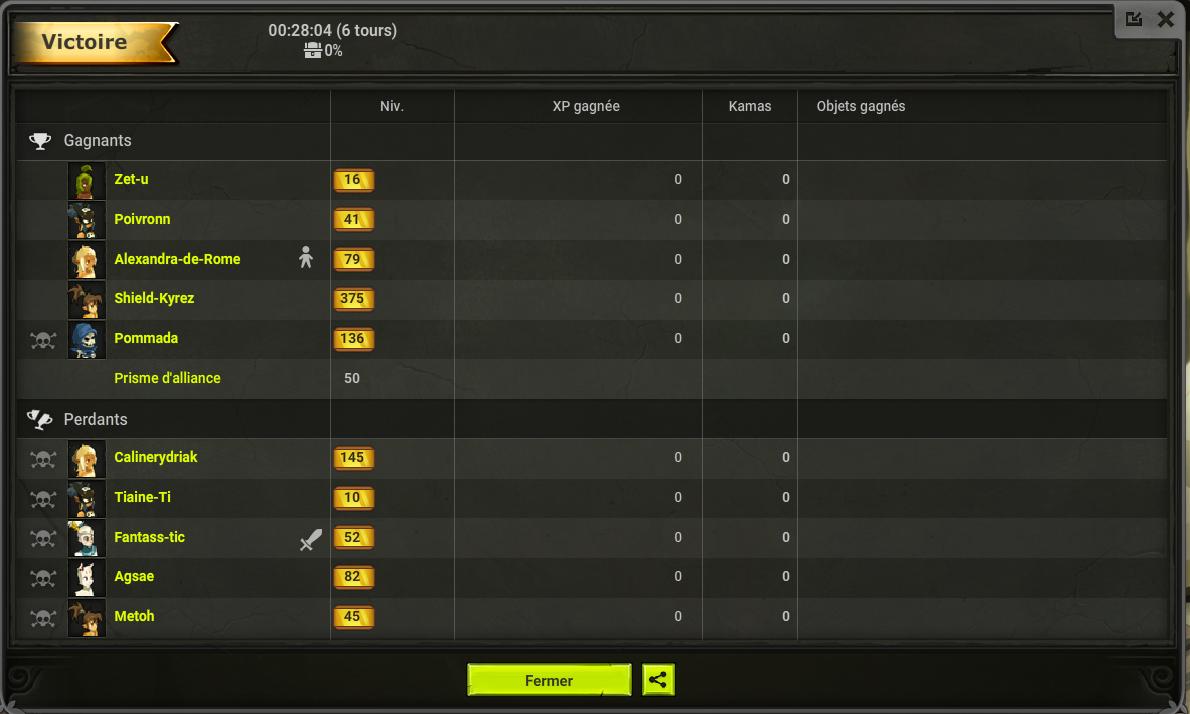 Victoire
00:28:04 (6 tours)
0%
Niv. XP gagnée Kamas Objets gagnés
Gagnants
Zet-u 16 0 0
Poivronn 41 0 0
Alexandra-de-Rome 79 0 0
Shield-Kyrez 375 0 0
Pommada 136 0 0
Prisme d'alliance 50
Perdants
Calinerydriak 145 0 0
Tiaine-Ti 10 0 0
Fantass-tic 52 0 0
Agsae 82 0 0
Metoh 45 0 0
Fermer